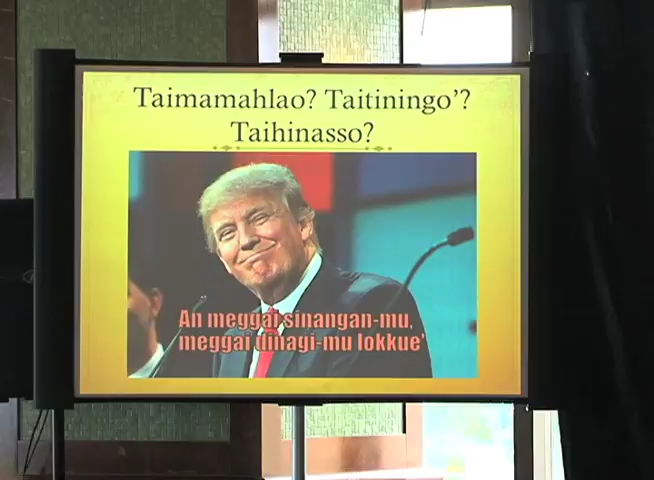 Taimamahlao? Taitiningo'?
Taihinasso?
An meggai sinangan-mu,
meggai dinagi-mu lokkue'